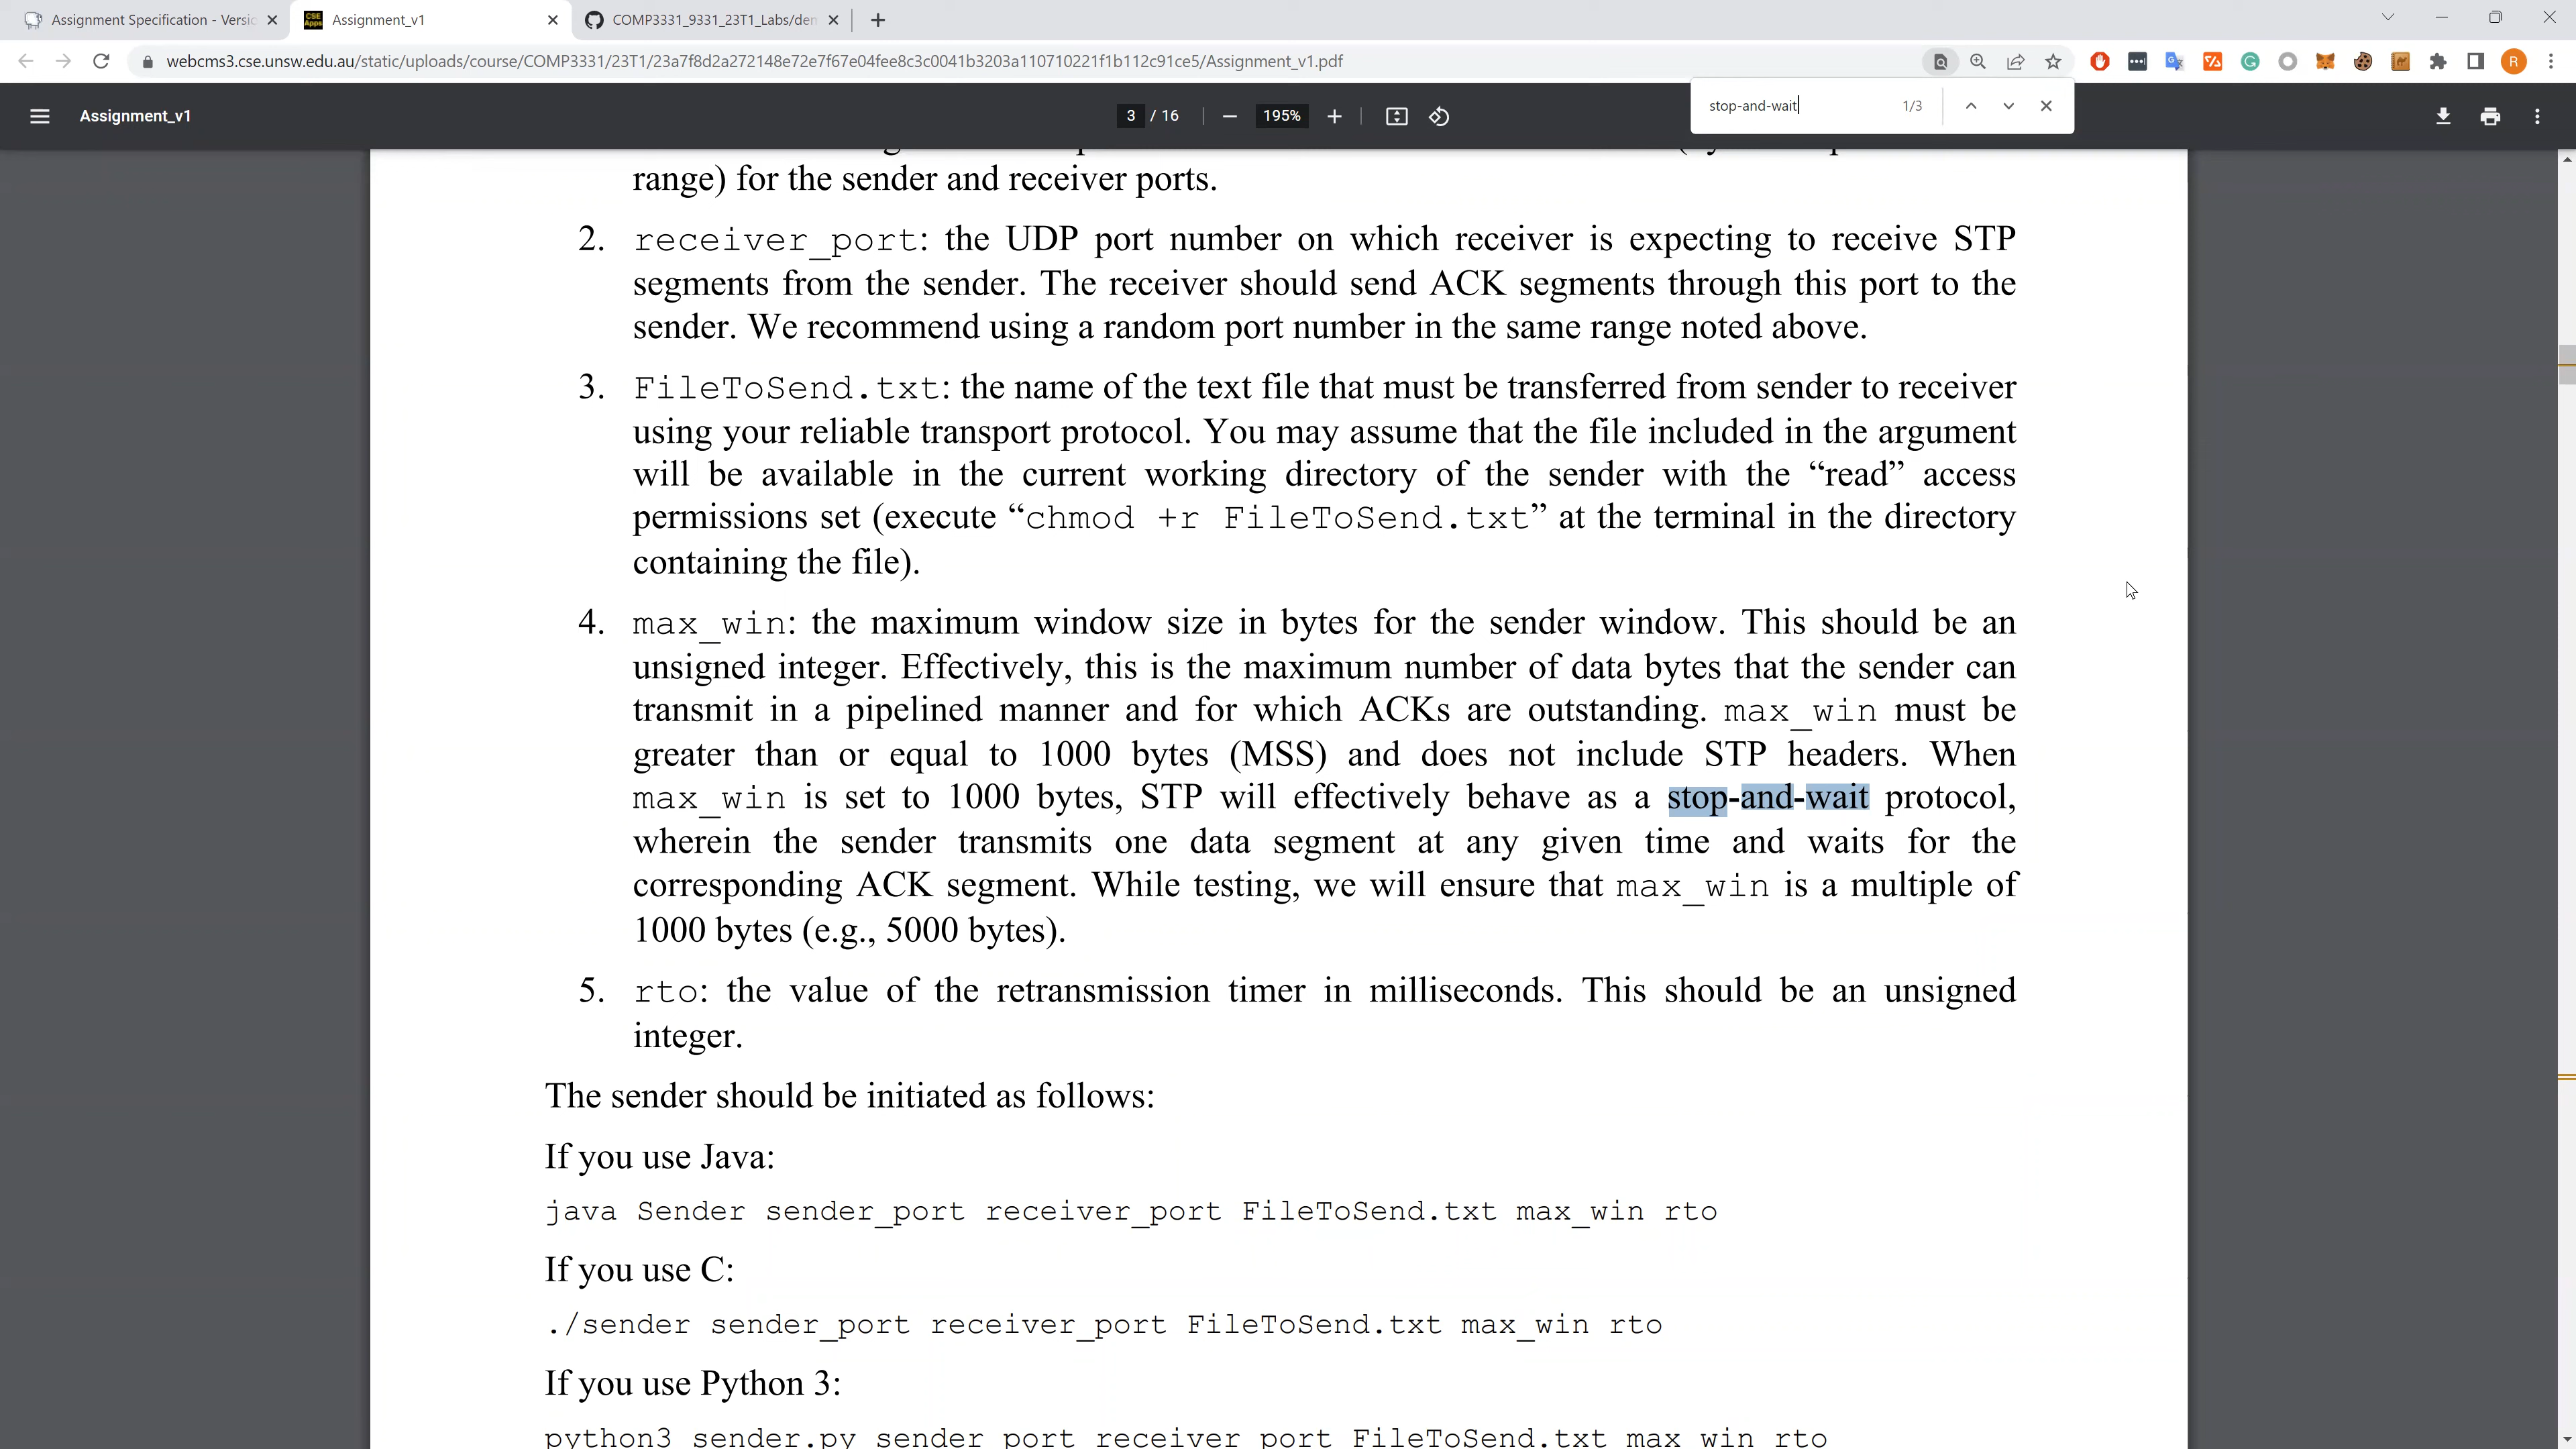 Assignment Specification - Versic
Assignment_v1
COMP3331_9331_23T1_Labs/den
webcms3.cse.unsw.edu.au/static/uploads/course/COMP3331/23T1/23a7f8d2a272148e72e7f67e04fee8c3c0041b3203a110710221f1b112c91ce5/Assignment_v1.pdf
Assignment_v1
3 / 16
195%
stop-and-wait
1/3
range) for the sender and receiver ports.
2. receiver_port: the UDP port number on which receiver is expecting to receive STP
segments from the sender. The receiver should send ACK segments through this port to the
sender. We recommend using a random port number in the same range noted above.
3. FileToSend.txt: the name of the text file that must be transferred from sender to receiver
using your reliable transport protocol. You may assume that the file included in the argument
will be available in the current working directory of the sender with the “read” access
permissions set (execute “chmod +r FileToSend.txt” at the terminal in the directory
containing the file).
4. max_win: the maximum window size in bytes for the sender window. This should be an
unsigned integer. Effectively, this is the maximum number of data bytes that the sender can
transmit in a pipelined manner and for which ACKs are outstanding. max_win must be
greater than or equal to 1000 bytes (MSS) and does not include STP headers. When
max_win is set to 1000 bytes, STP will effectively behave as a stop-and-wait protocol,
wherein the sender transmits one data segment at any given time and waits for the
corresponding ACK segment. While testing, we will ensure that max_win is a multiple of
1000 bytes (e.g., 5000 bytes).
5. rto: the value of the retransmission timer in milliseconds. This should be an unsigned
integer.
The sender should be initiated as follows:
If you use Java:
java Sender sender_port receiver_port FileToSend.txt max_win rto
If you use C:
./sender sender_port receiver_port FileToSend.txt max_win rto
If you use Python 3:
python3 sender.py sender_port receiver_port FileToSend.txt max_win rto